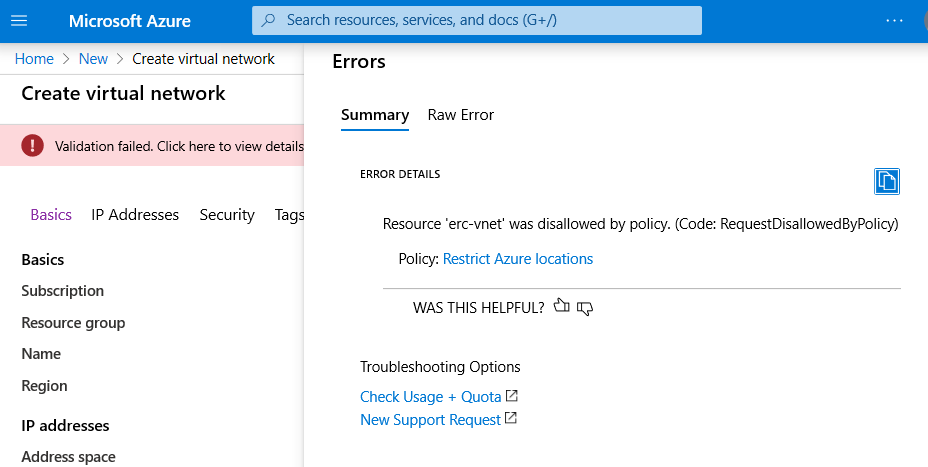 Microsoft Azure
Search resources, services, and docs (G+/)
Home > New > Create virtual network
Create virtual network
Validation failed. Click here to view details
Basics IP Addresses Security Tags
Basics
Subscription
Resource group
Name
Region
IP addresses
Address space
Errors
Summary Raw Error
ERROR DETAILS
Resource 'erc-vnet' was disallowed by policy. (Code: RequestDisallowedByPolicy)
Policy: Restrict Azure locations
WAS THIS HELPFUL?
Troubleshooting Options
Check Usage + Quota
New Support Request